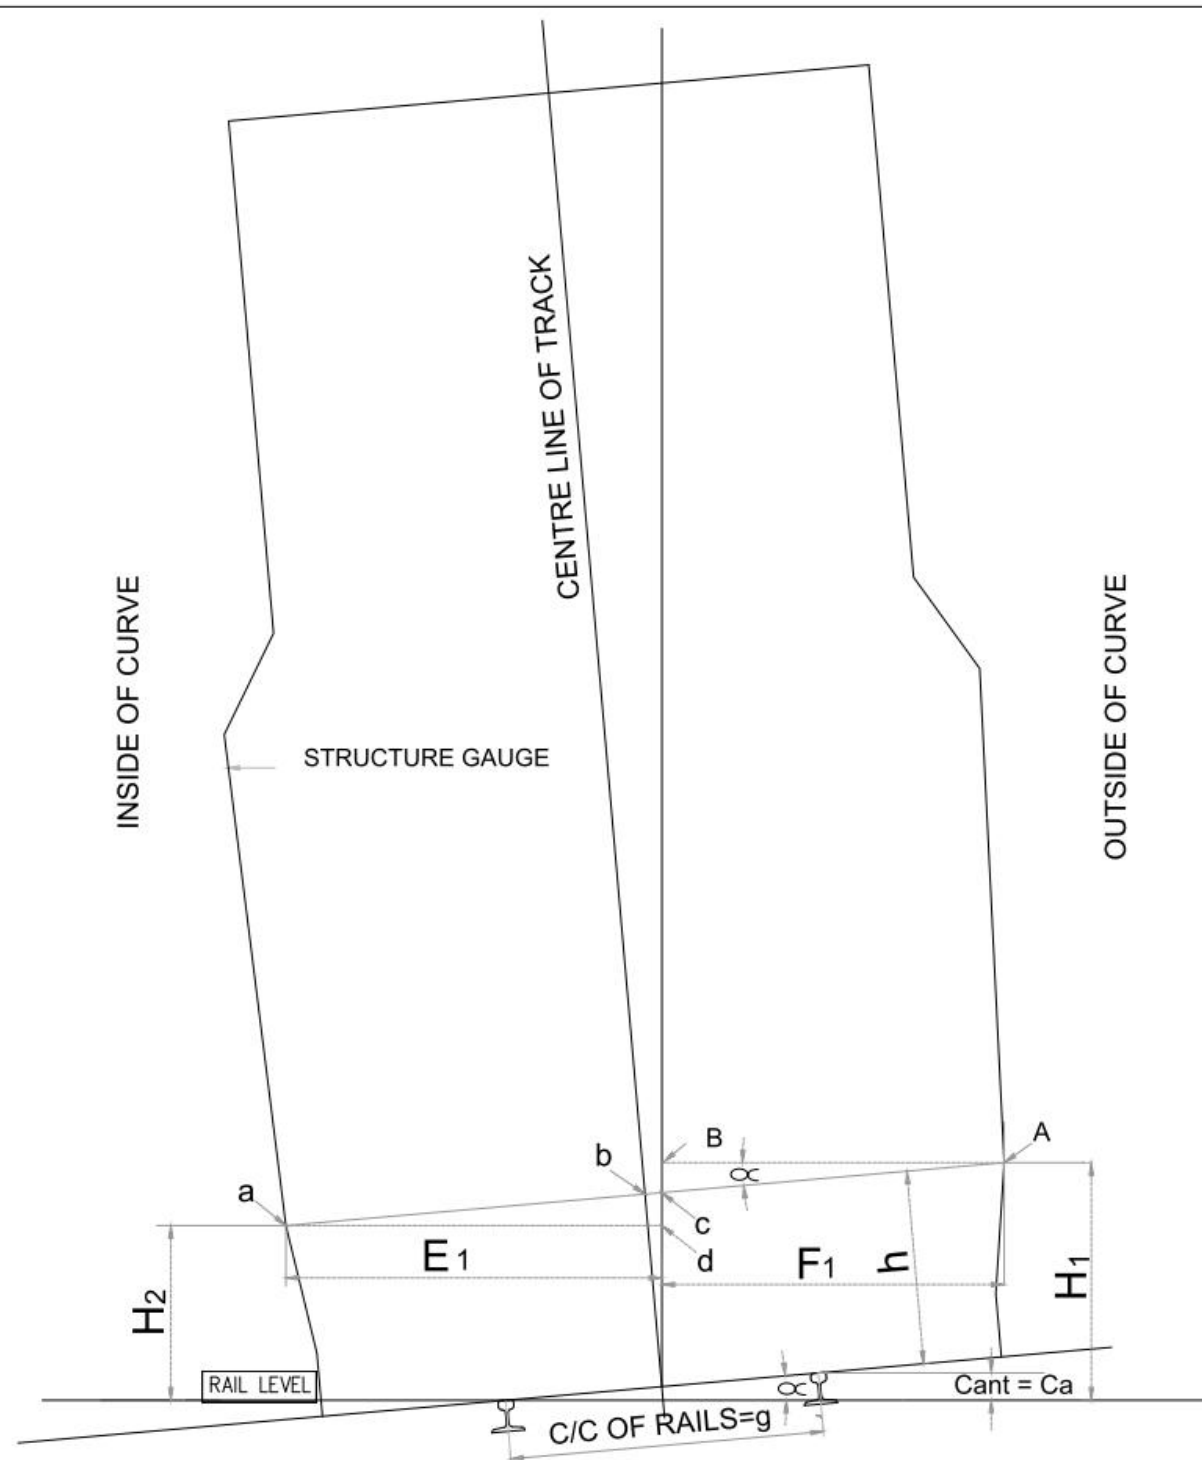 CENTRE LINE OF TRACK
INSIDE OF CURVE
OUTSIDE OF CURVE
STRUCTURE GAUGE
A
B
b
∝
a
c
d
E1
F1
h
H1
H2
RAIL LEVEL
∝
Cant = Ca
C/C OF RAILS=g